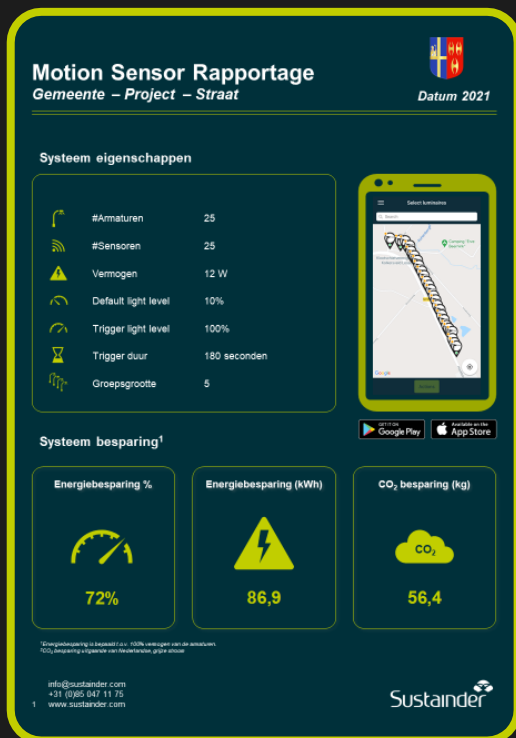 Motion Sensor Rapportage
Gemeente – Project – Straat
Datum 2021
Systeem eigenschappen
#Armaturen 25
#Sensoren 25
Vermogen 12 W
Default light level 10%
Trigger light level 100%
Trigger duur 180 seconden
Groepsgrootte 5
Select luminaires
Search
Google
GET IT ON
Google Play
Available on the
App Store
Systeem besparing¹
Energiebesparing %
72%
Energiebesparing (kWh)
86,9
CO₂ besparing (kg)
CO₂
56,4
¹Energiebesparing is bepaald t.o.v. 100% vermogen van de armaturen.
²CO₂ besparing uitgaande van Nederlandse, grijze stroom
info@sustainder.com
+31 (0)85 047 11 75
1 www.sustainder.com
Sustainder